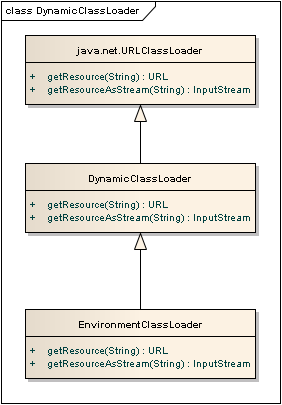 class DynamicClassLoader
java.net.URLClassLoader
+ getResource(String) : URL
+ getResourceAsStream(String) : InputStream
DynamicClassLoader
+ getResource(String) : URL
+ getResourceAsStream(String) : InputStream
EnvironmentClassLoader
+ getResource(String) : URL
+ getResourceAsStream(String) : InputStream